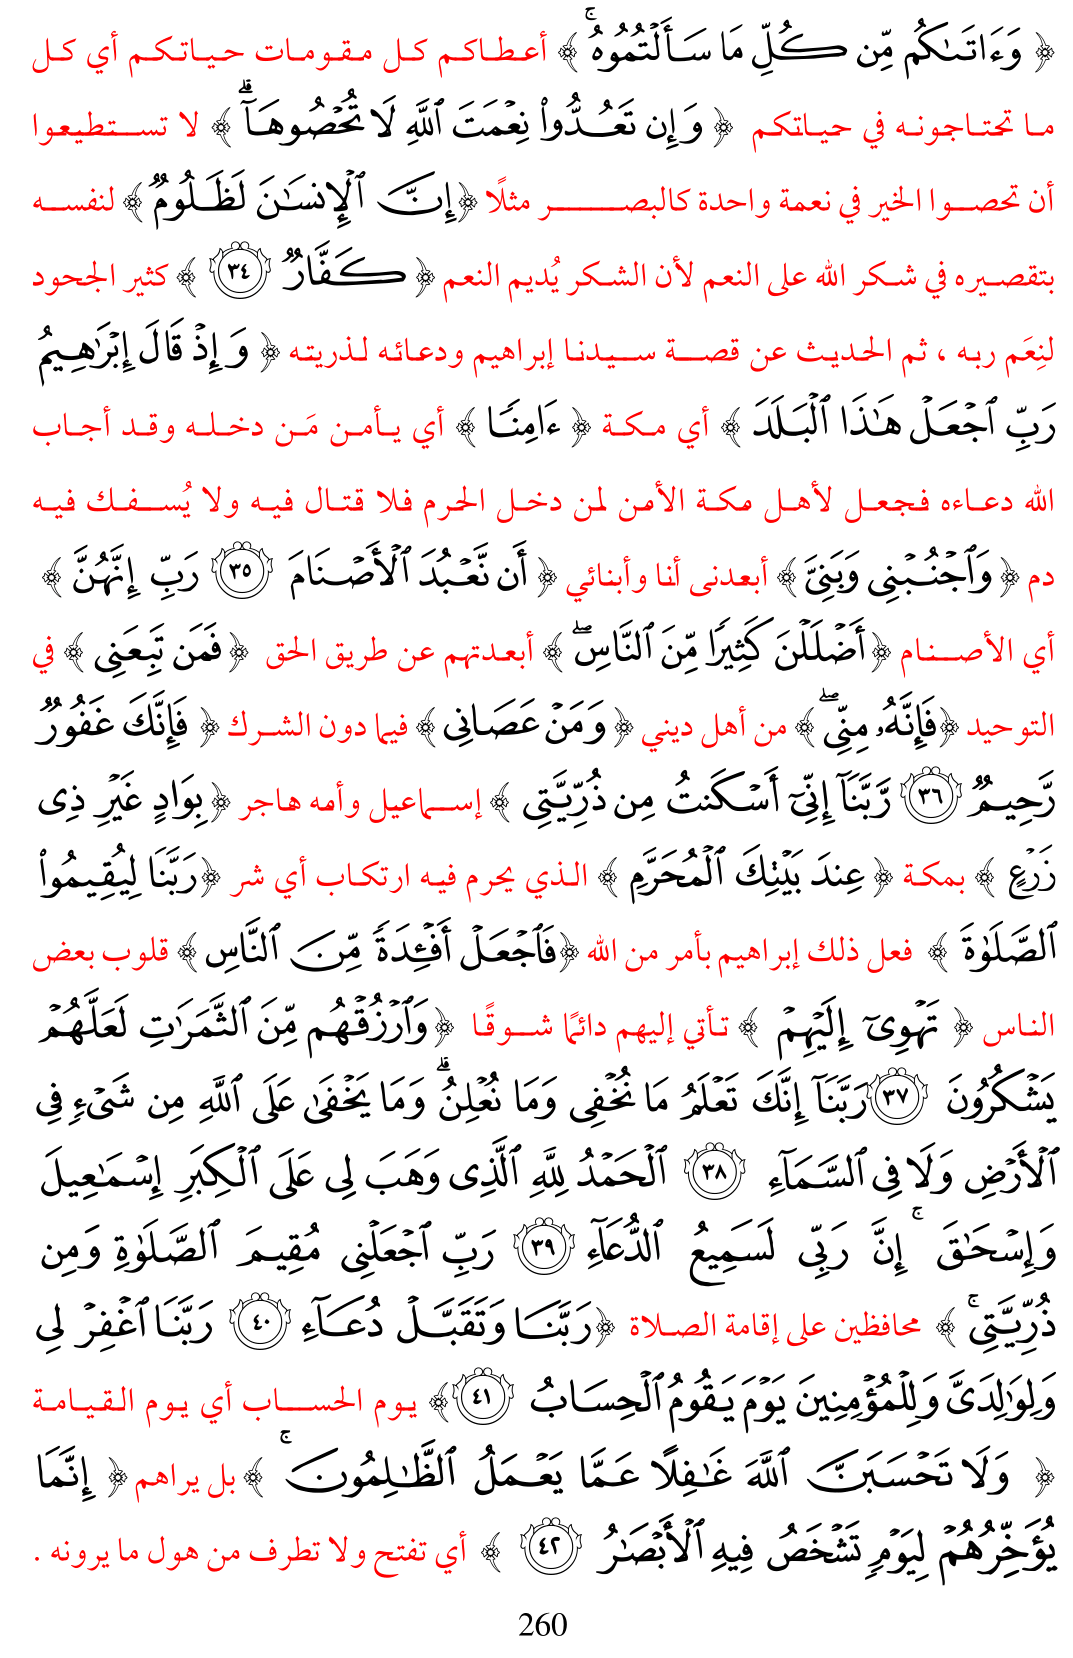 ﴿ وَءَاتَىٰكُم مِّن كُلِّ مَا سَأَلْتُمُوهُ ۚ ﴾ أعطاكم كل مقومات حياتكم أي كل
ما تحتاجونه في حياتكم ﴿ وَإِن تَعُدُّوا۟ نِعْمَتَ ٱللَّهِ لَا تُحْصُوهَآ ۗ ﴾ لا تستطيعوا
أن تحصوا الخير في نعمة واحدة كالبصر مثلًا ﴿ إِنَّ ٱلْإِنسَـٰنَ لَظَلُومٌ ﴾ لنفسه
بتقصيره في شكر الله على النعم لأن الشكر يُديم النعم ﴿ كَفَّارٌ ٣٤ ﴾ كثير الجحود
لنِعَم ربه ، ثم الحديث عن قصة سيدنا إبراهيم ودعائه لذريته ﴿ وَإِذْ قَالَ إِبْرَٰهِيمُ
رَبِّ ٱجْعَلْ هَـٰذَا ٱلْبَلَدَ ﴾ أي مكة ﴿ ءَامِنًا ﴾ أي يأمن مَن دخله وقد أجاب
الله دعاءه فجعل لأهل مكة الأمن لمن دخل الحرم فلا قتال فيه ولا يُسفك فيه
دم ﴿ وَٱجْنُبْنِى وَبَنِىَّ ﴾ أبعدنى أنا وأبنائي ﴿ أَن نَّعْبُدَ ٱلْأَصْنَامَ ٣٥ رَبِّ إِنَّهُنَّ ﴾
أي الأصنام ﴿ أَضْلَلْنَ كَثِيرًا مِّنَ ٱلنَّاسِ ۖ ﴾ أبعدتهم عن طريق الحق ﴿ فَمَن تَبِعَنِى ﴾ في
التوحيد ﴿ فَإِنَّهُۥ مِنِّى ۖ ﴾ من أهل ديني ﴿ وَمَنْ عَصَانِى ﴾ فيما دون الشرك ﴿ فَإِنَّكَ غَفُورٌ
رَّحِيمٌ ٣٦ رَّبَّنَآ إِنِّىٓ أَسْكَنتُ مِن ذُرِّيَّتِى ﴾ إسماعيل وأمه هاجر ﴿ بِوَادٍ غَيْرِ ذِى
زَرْعٍ ﴾ بمكة ﴿ عِندَ بَيْتِكَ ٱلْمُحَرَّمِ ﴾ الذي يحرم فيه ارتكاب أي شر ﴿ رَبَّنَا لِيُقِيمُوا۟
ٱلصَّلَوٰةَ ﴾ فعل ذلك إبراهيم بأمر من الله ﴿ فَٱجْعَلْ أَفْـِٔدَةً مِّنَ ٱلنَّاسِ ﴾ قلوب بعض
الناس ﴿ تَهْوِىٓ إِلَيْهِمْ ﴾ تأتي إليهم دائمًا شوقًا ﴿ وَٱرْزُقْهُم مِّنَ ٱلثَّمَرَٰتِ لَعَلَّهُمْ
يَشْكُرُونَ ٣٧ رَبَّنَآ إِنَّكَ تَعْلَمُ مَا نُخْفِى وَمَا نُعْلِنُ ۗ وَمَا يَخْفَىٰ عَلَى ٱللَّهِ مِن شَىْءٍ فِى
ٱلْأَرْضِ وَلَا فِى ٱلسَّمَآءِ ٣٨ ٱلْحَمْدُ لِلَّهِ ٱلَّذِى وَهَبَ لِى عَلَى ٱلْكِبَرِ إِسْمَـٰعِيلَ
وَإِسْحَـٰقَ ۚ إِنَّ رَبِّى لَسَمِيعُ ٱلدُّعَآءِ ٣٩ رَبِّ ٱجْعَلْنِى مُقِيمَ ٱلصَّلَوٰةِ وَمِن
ذُرِّيَّتِى ۚ ﴾ محافظين على إقامة الصلاة ﴿ رَبَّنَا وَتَقَبَّلْ دُعَآءِ ٤٠ رَبَّنَا ٱغْفِرْ لِى
وَلِوَٰلِدَىَّ وَلِلْمُؤْمِنِينَ يَوْمَ يَقُومُ ٱلْحِسَابُ ٤١ ﴾ يوم الحساب أي يوم القيامة
﴿ وَلَا تَحْسَبَنَّ ٱللَّهَ غَـٰفِلًا عَمَّا يَعْمَلُ ٱلظَّـٰلِمُونَ ۚ ﴾ بل يراهم ﴿ إِنَّمَا
يُؤَخِّرُهُمْ لِيَوْمٍ تَشْخَصُ فِيهِ ٱلْأَبْصَـٰرُ ٤٢ ﴾ أي تفتح ولا تطرف من هول ما يرونه .
260